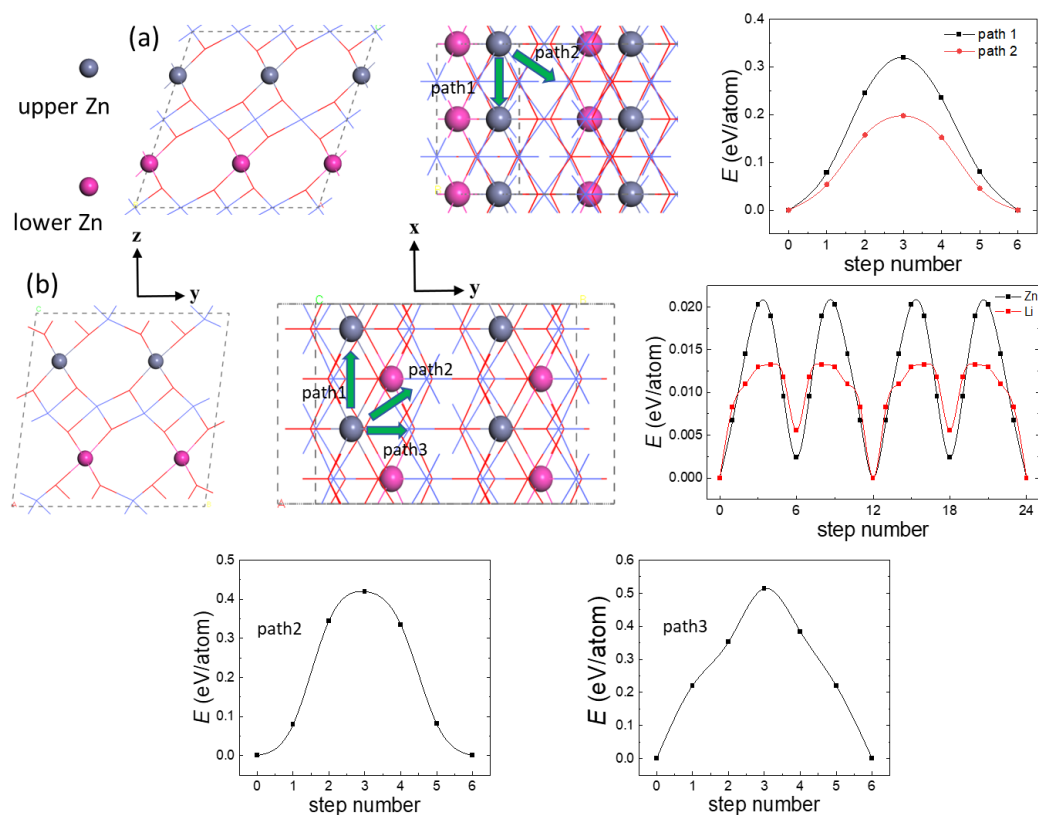 (a)
upper Zn
lower Zn
path1
path2
path 1
path 2
E (eV/atom)
0.4
0.3
0.2
0.1
0.0
0 1 2 3 4 5 6
step number
z
y
x
y
(b)
C
A
C
B
A
path1
path2
path3
Zn
Li
E (eV/atom)
0.020
0.015
0.010
0.005
0.000
0 6 12 18 24
step number
path2
E (eV/atom)
0.5
0.4
0.3
0.2
0.1
0.0
0 1 2 3 4 5 6
step number
path3
E (eV/atom)
0.6
0.5
0.4
0.3
0.2
0.1
0.0
0 1 2 3 4 5 6
step number